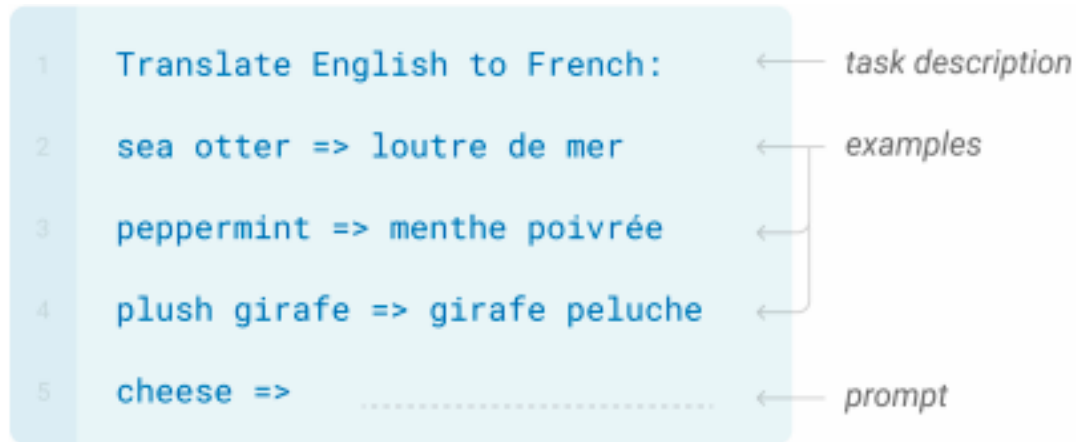 1 Translate English to French: task description
2 sea otter => loutre de mer examples
3 peppermint => menthe poivrée
4 plush girafe => girafe peluche
5 cheese => prompt